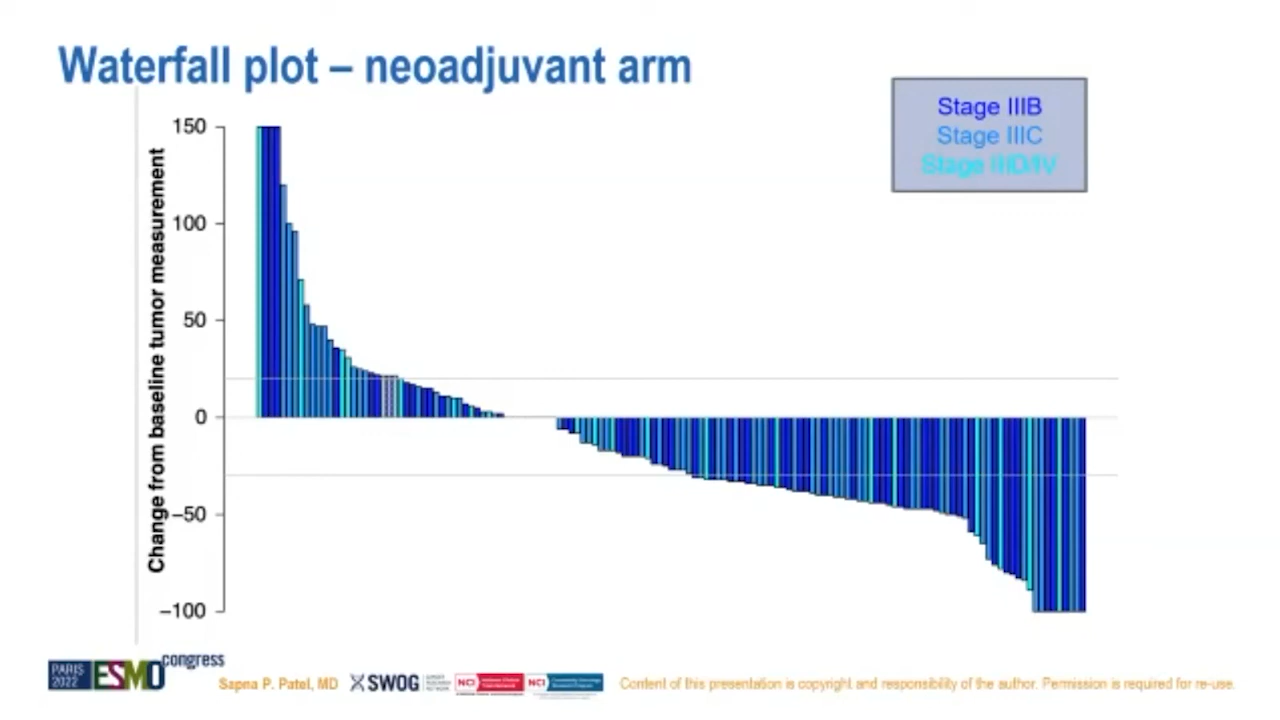 Waterfall plot – neoadjuvant arm
Stage IIIB
Stage IIIC
Stage IIID/IV
Change from baseline tumor measurement
150
100
50
0
−50
−100
PARIS
2022
ESMO congress
Sapna P. Patel, MD
SWOG
NCI
NCI
Content of this presentation is copyright and responsibility of the author. Permission is required for re-use.